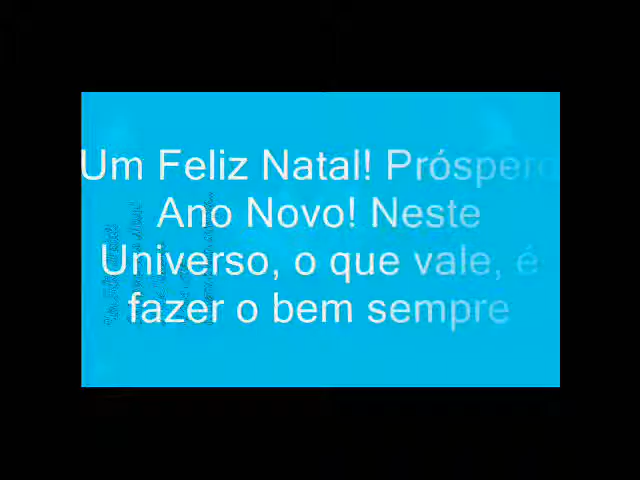 Um Feliz Natal! Próspero
Ano Novo! Neste
Universo, o que vale, é
fazer o bem sempre